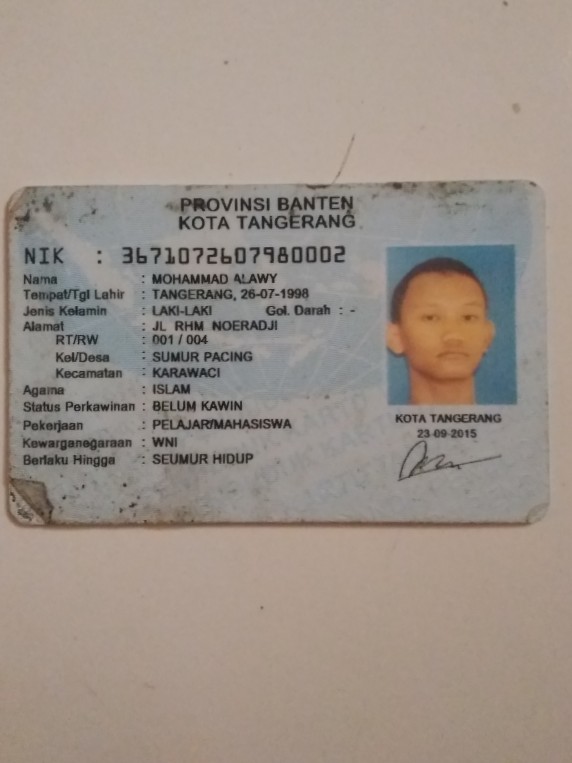 PROVINSI BANTEN
KOTA TANGERANG
NIK : 3671072607980002
Nama : MOHAMMAD ALAWY
Tempat/Tgl Lahir : TANGERANG, 26-07-1998
Jenis Kelamin : LAKI-LAKI Gol. Darah : -
Alamat : JL RHM NOERADJI
RT/RW : 001 / 004
Kel/Desa : SUMUR PACING
Kecamatan : KARAWACI
Agama : ISLAM
Status Perkawinan : BELUM KAWIN
Pekerjaan : PELAJAR/MAHASISWA
Kewarganegaraan : WNI
Berlaku Hingga : SEUMUR HIDUP
KOTA TANGERANG
23-09-2015